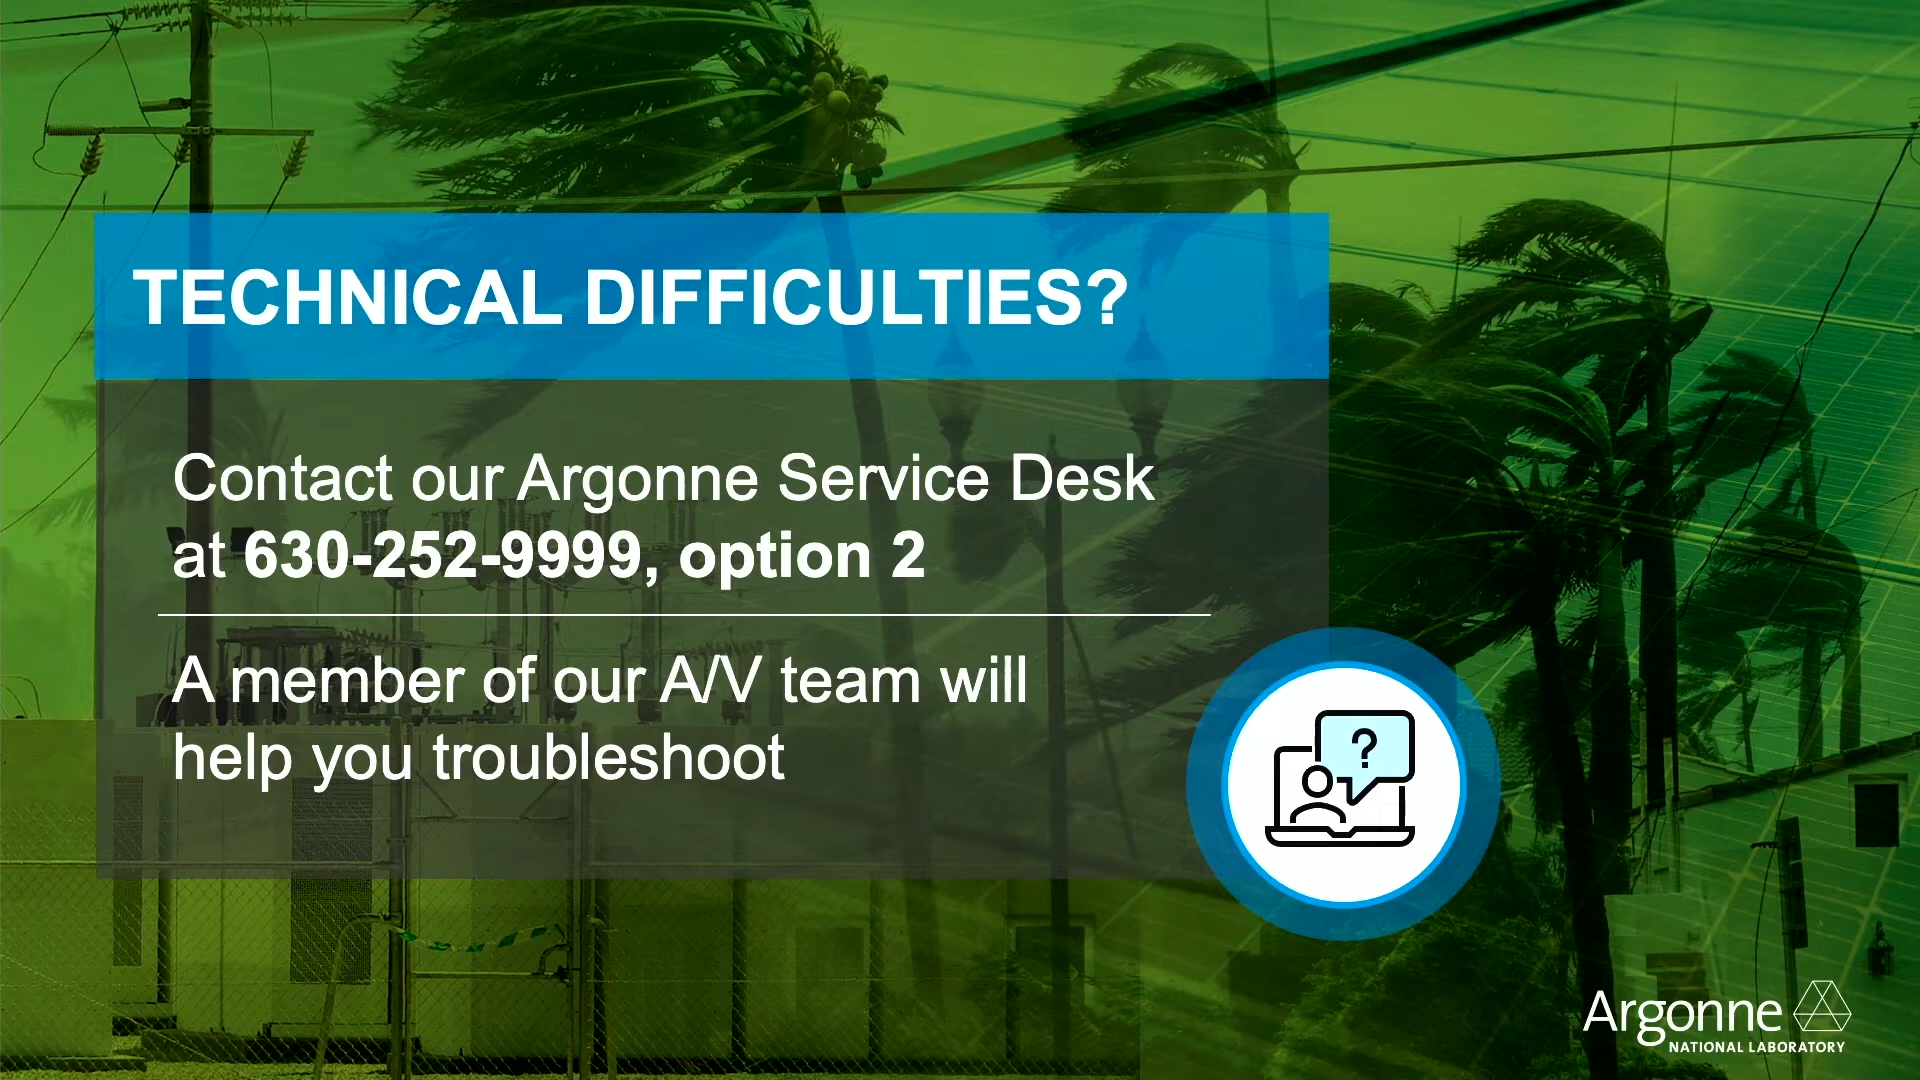 TECHNICAL DIFFICULTIES?
Contact our Argonne Service Desk
at 630-252-9999, option 2
A member of our A/V team will
help you troubleshoot
?
Argonne
NATIONAL LABORATORY